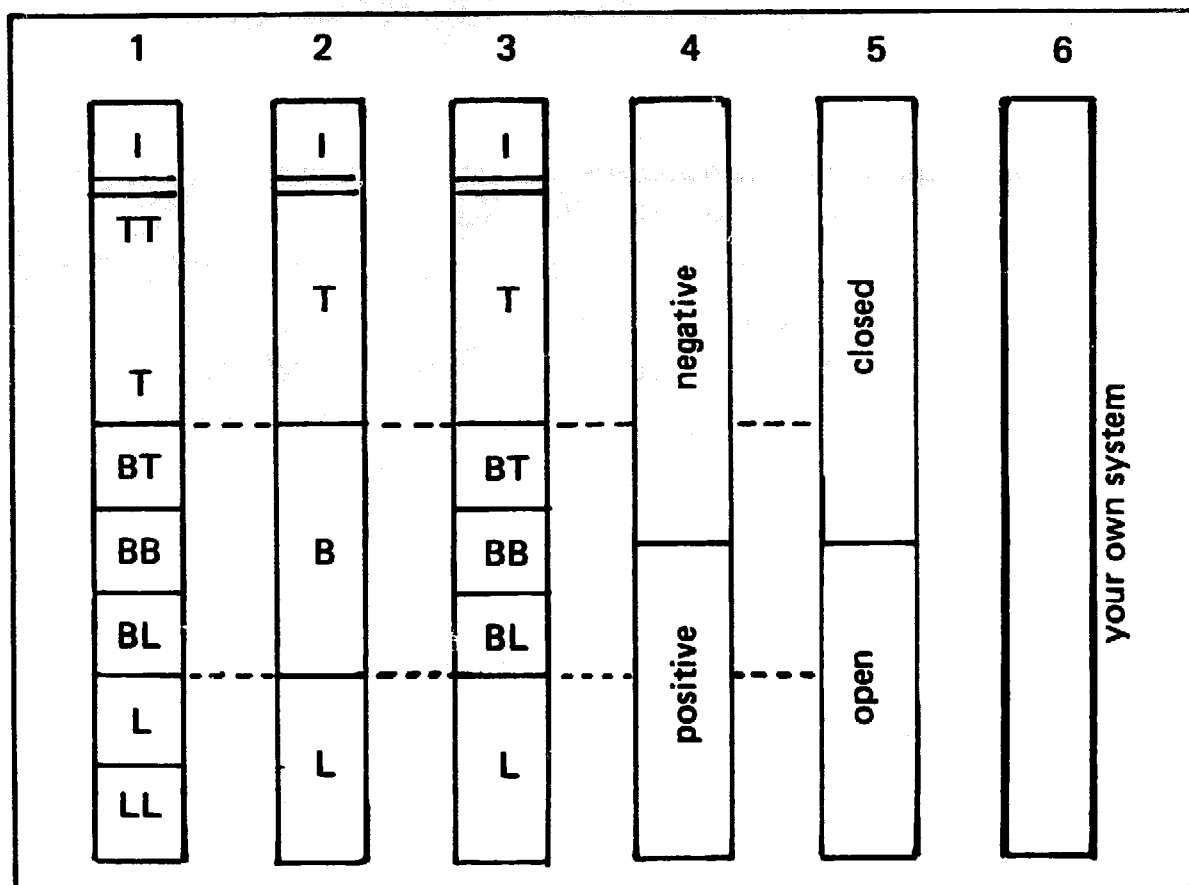 1 2 3 4 5 6
I I I
TT
T T
negative
closed
T
BT BT
BB B BB
BL BL
positive
open
your own system
L
L L
LL